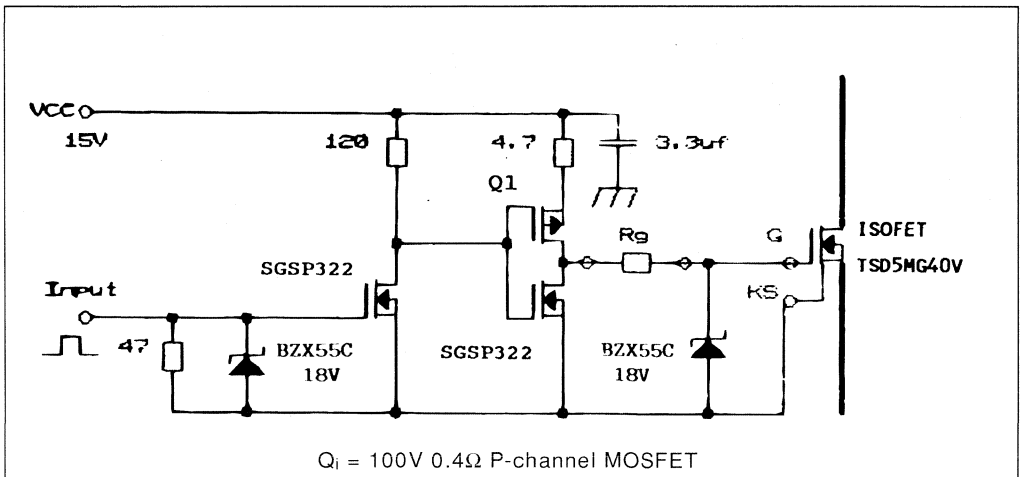 VCC
15V
120
4.7
3.3uf
Q1
Rg
G
ISOFET
TSD5MG40V
KS
SGSP322
Input
47
BZX55C
18V
SGSP322
BZX55C
18V
Qi = 100V 0.4Ω P-channel MOSFET